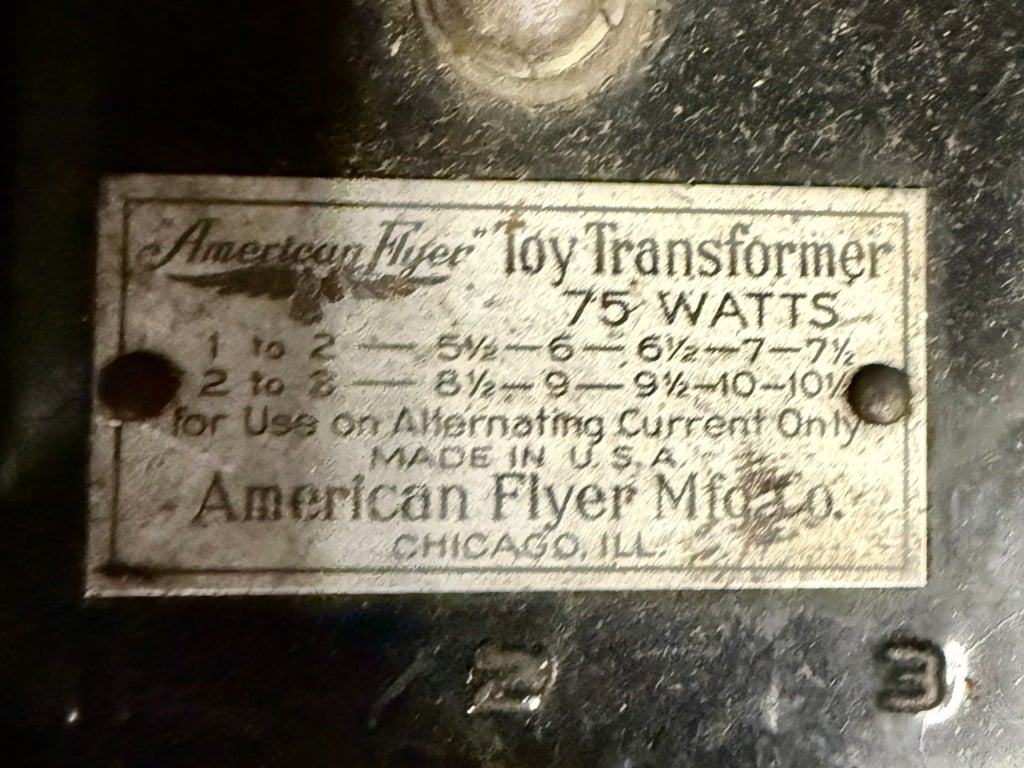 "American Flyer" Toy Transformer
75 WATTS
1 to 2 — 5½—6— 6½—7—7½
2 to 3 — 8½—9— 9½—10—10½
for Use on Alternating Current Only
MADE IN U.S.A.
American Flyer Mfg. Co.
CHICAGO, ILL.
2 3